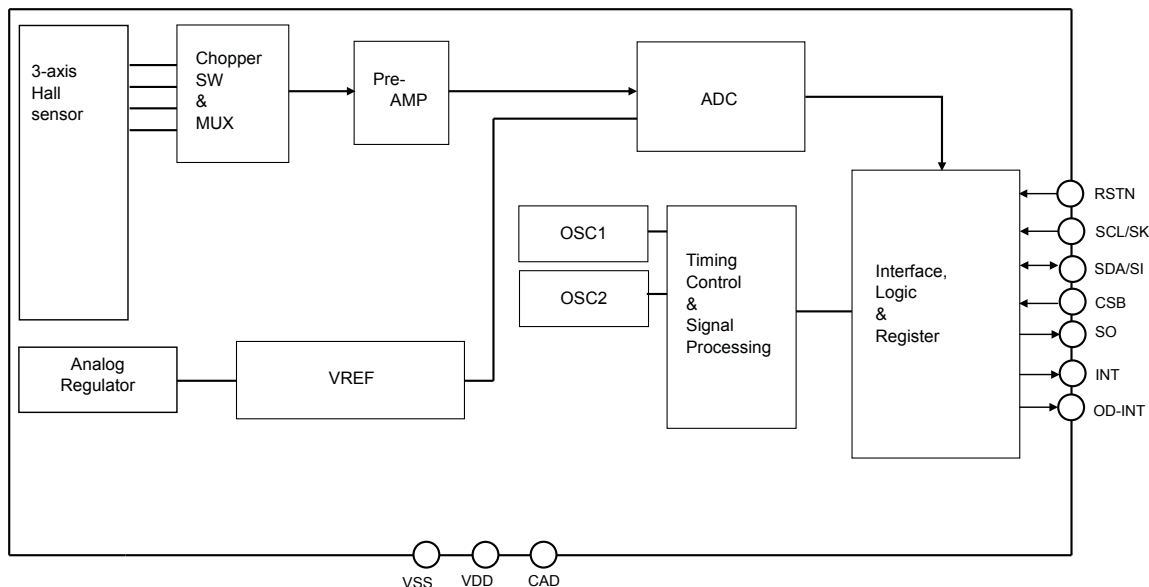 3-axis
Hall
sensor
Chopper
SW
&
MUX
Pre-
AMP
ADC
OSC1
OSC2
Timing
Control
&
Signal
Processing
Interface,
Logic
&
Register
RSTN
SCL/SK
SDA/SI
CSB
SO
INT
OD-INT
Analog
Regulator
VREF
VSS
VDD
CAD